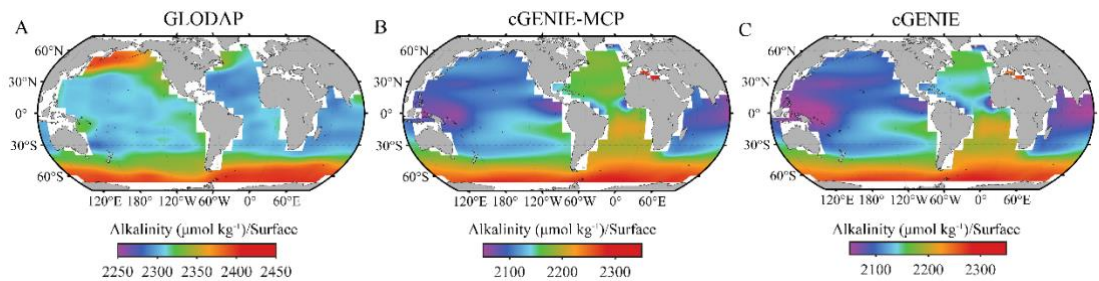 A GLODAP
60°N
30°N
0°
30°S
60°S
120°E 180° 120°W 60°W 0° 60°E
Alkalinity (μmol kg⁻¹)/Surface
2250 2300 2350 2400 2450
B cGENIE-MCP
60°N
30°N
0°
30°S
60°S
120°E 180° 120°W 60°W 0° 60°E
Alkalinity (μmol kg⁻¹)/Surface
2100 2200 2300
C cGENIE
60°N
30°N
0°
30°S
60°S
120°E 180° 120°W 60°W 0° 60°E
Alkalinity (μmol kg⁻¹)/Surface
2100 2200 2300